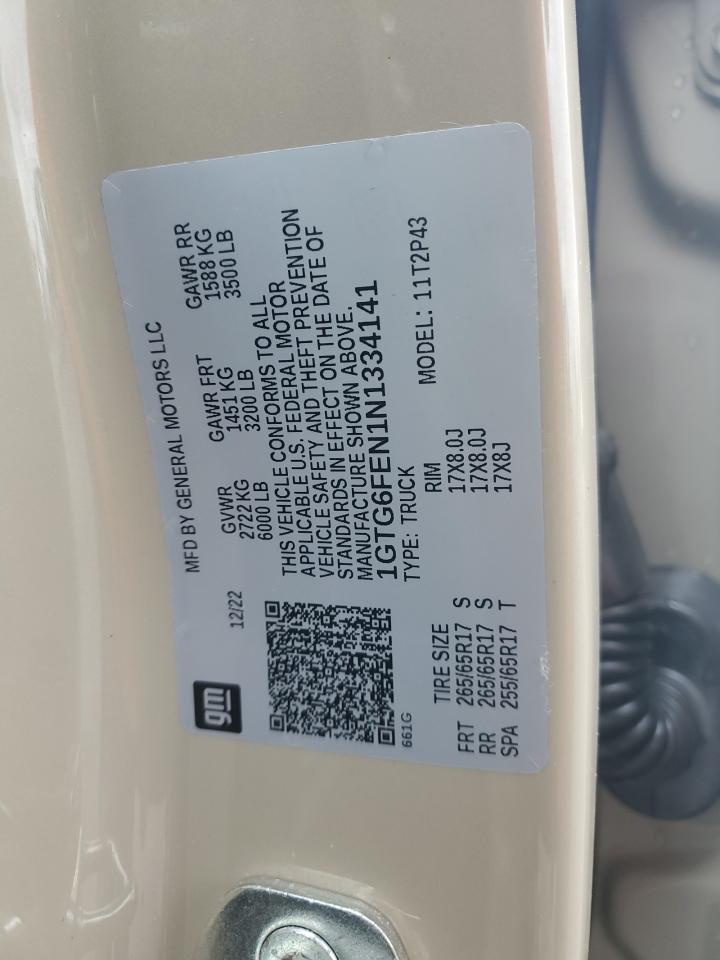 gm
MFD BY GENERAL MOTORS LLC
12/22
GVWR GAWR FRT GAWR RR
2722 KG 1451 KG 1588 KG
6000 LB 3200 LB 3500 LB
THIS VEHICLE CONFORMS TO ALL
APPLICABLE U.S. FEDERAL MOTOR
VEHICLE SAFETY AND THEFT PREVENTION
STANDARDS IN EFFECT ON THE DATE OF
MANUFACTURE SHOWN ABOVE.
1GTG6FEN1N1334141
661G
TYPE: TRUCK MODEL: 11T2P43
TIRE SIZE RIM
FRT 265/65R17 S 17X8.0J
RR 265/65R17 S 17X8.0J
SPA 255/65R17 T 17X8J